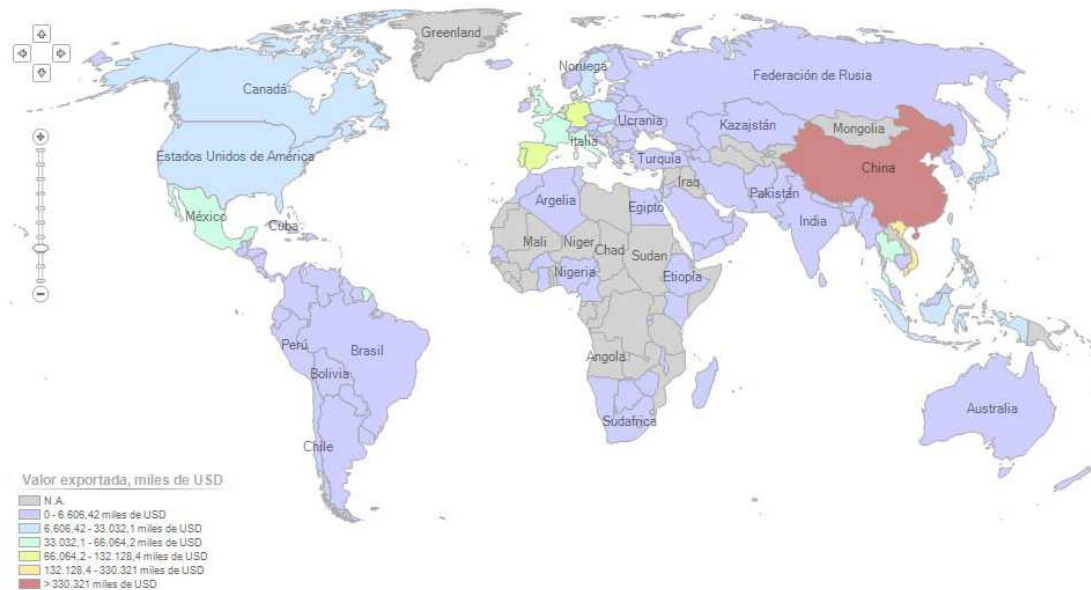 Greenland
Noruega
Federación de Rusia
Canadá
Ucrania
Kazajstán
Mongolia
Estados Unidos de América
Italia
Turquía
China
Iraq
Pakistán
México
Argelia
Egipto
India
Cuba
Mali
Niger
Chad
Sudan
Nigeria
Etiopía
Perú
Brasil
Angola
Bolivia
Australia
Sudafrica
Chile
Valor exportada, miles de USD
N.A.
0 - 6.606,42 miles de USD
6.606,42 - 33.032,1 miles de USD
33.032,1 - 66.064,2 miles de USD
66.064,2 - 132.128,4 miles de USD
132.128,4 - 330.321 miles de USD
> 330.321 miles de USD